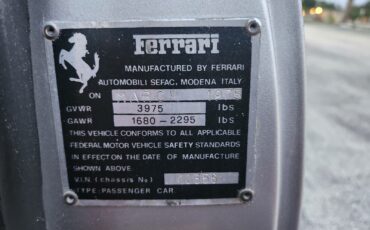 Ferrari
MANUFACTURED BY FERRARI
AUTOMOBILI SEFAC, MODENA ITALY
ON
GVWR 3975 lbs
GAWR 1680-2295 lbs
THIS VEHICLE CONFORMS TO ALL APPLICABLE
FEDERAL MOTOR VEHICLE SAFETY STANDARDS
IN EFFECT ON THE DATE OF MANUFACTURE
SHOWN ABOVE
V.I.N. (chassis No)
TYPE: PASSENGER CAR